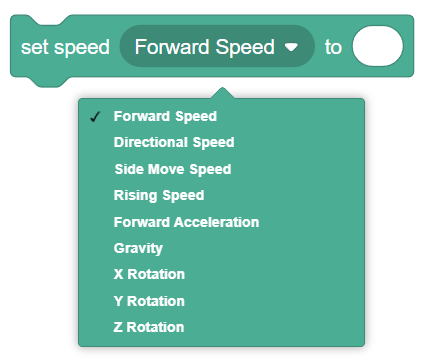 set speed Forward Speed to
Forward Speed
Directional Speed
Side Move Speed
Rising Speed
Forward Acceleration
Gravity
X Rotation
Y Rotation
Z Rotation